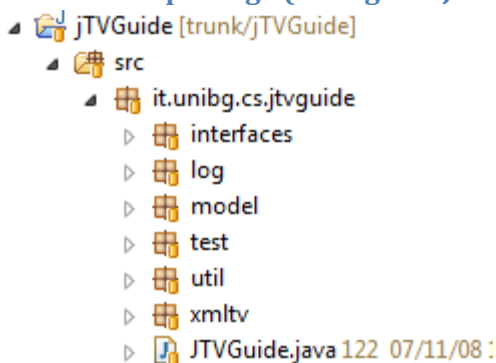 jTVGuide [trunk/jTVGuide]
src
it.unibg.cs.jtvguide
interfaces
log
model
test
util
xmltv
JTVGuide.java 122 07/11/08